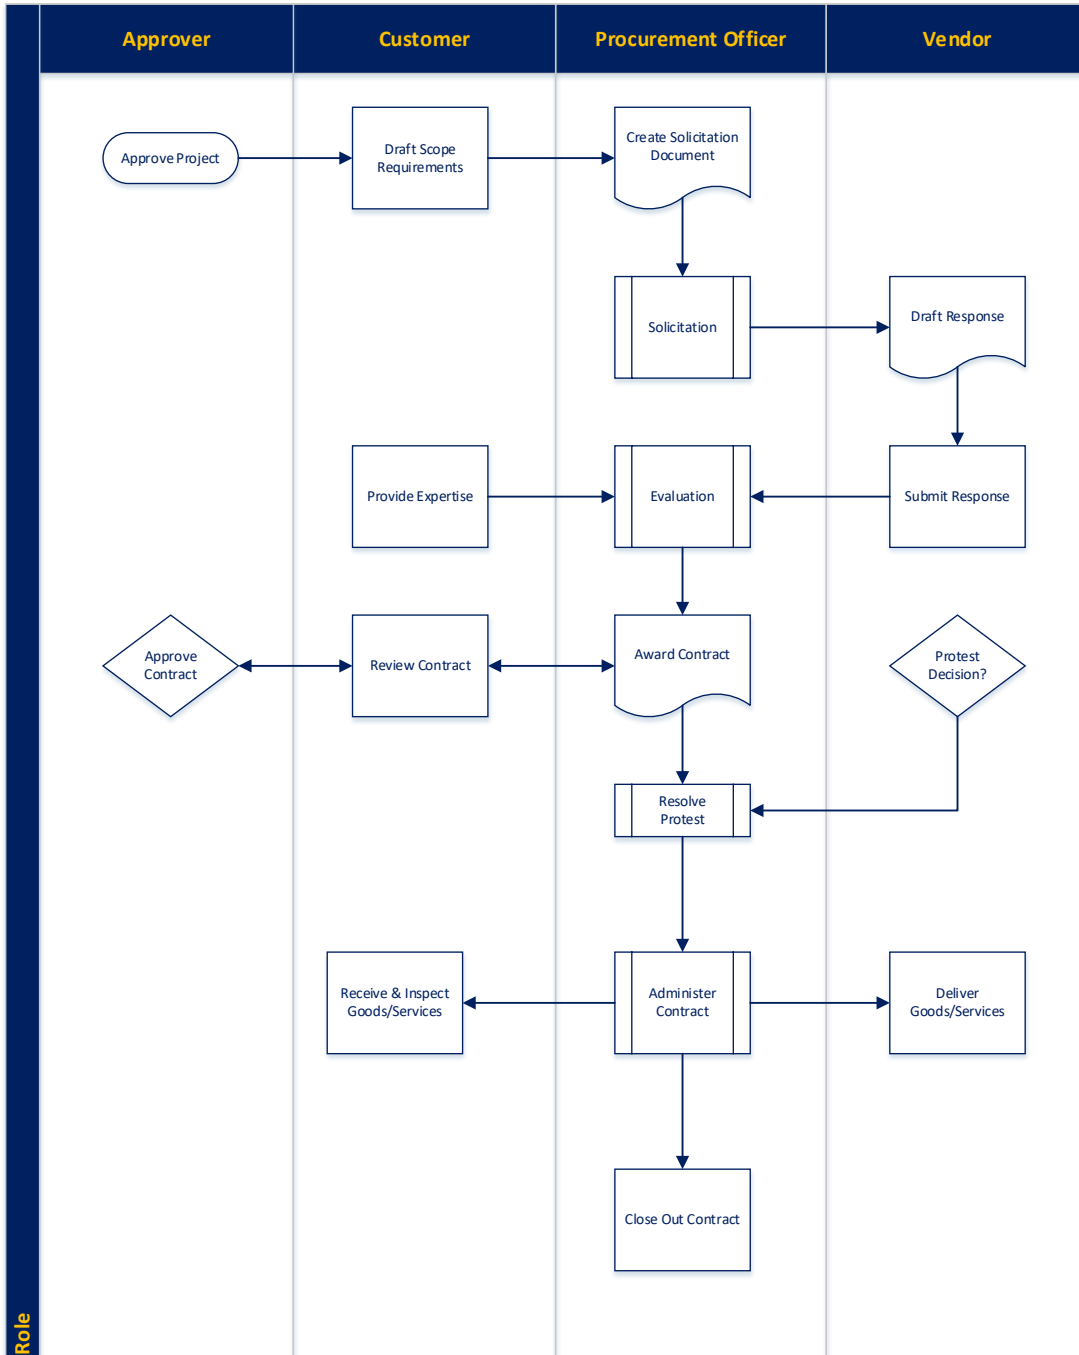 Approver
Customer
Procurement Officer
Vendor
Approve Project
Draft Scope
Requirements
Create Solicitation
Document
Solicitation
Draft Response
Provide Expertise
Evaluation
Submit Response
Approve
Contract
Review Contract
Award Contract
Protest
Decision?
Resolve
Protest
Receive & Inspect
Goods/Services
Administer
Contract
Deliver
Goods/Services
Close Out Contract
Role